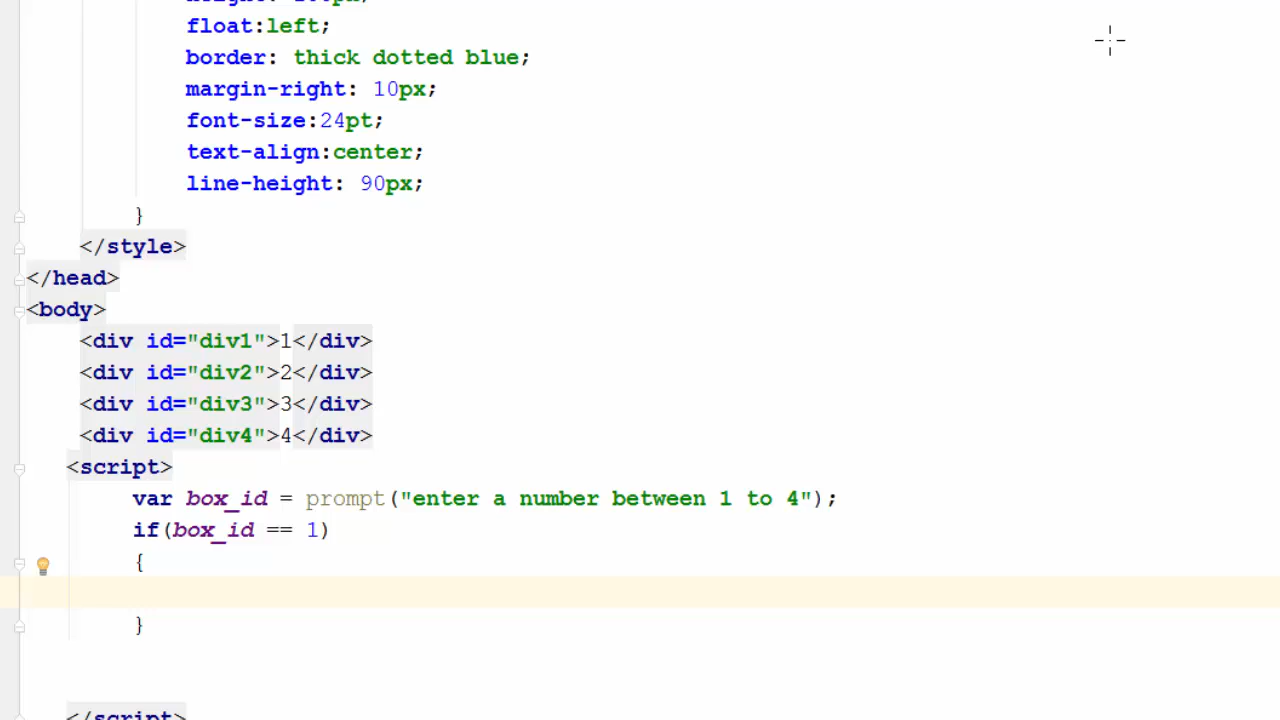 float:left;
border: thick dotted blue;
margin-right: 10px;
font-size:24pt;
text-align:center;
line-height: 90px;
}
</style>
</head>
<body>
<div id="div1">1</div>
<div id="div2">2</div>
<div id="div3">3</div>
<div id="div4">4</div>
<script>
var box_id = prompt("enter a number between 1 to 4");
if(box_id == 1)
{
}
</script>